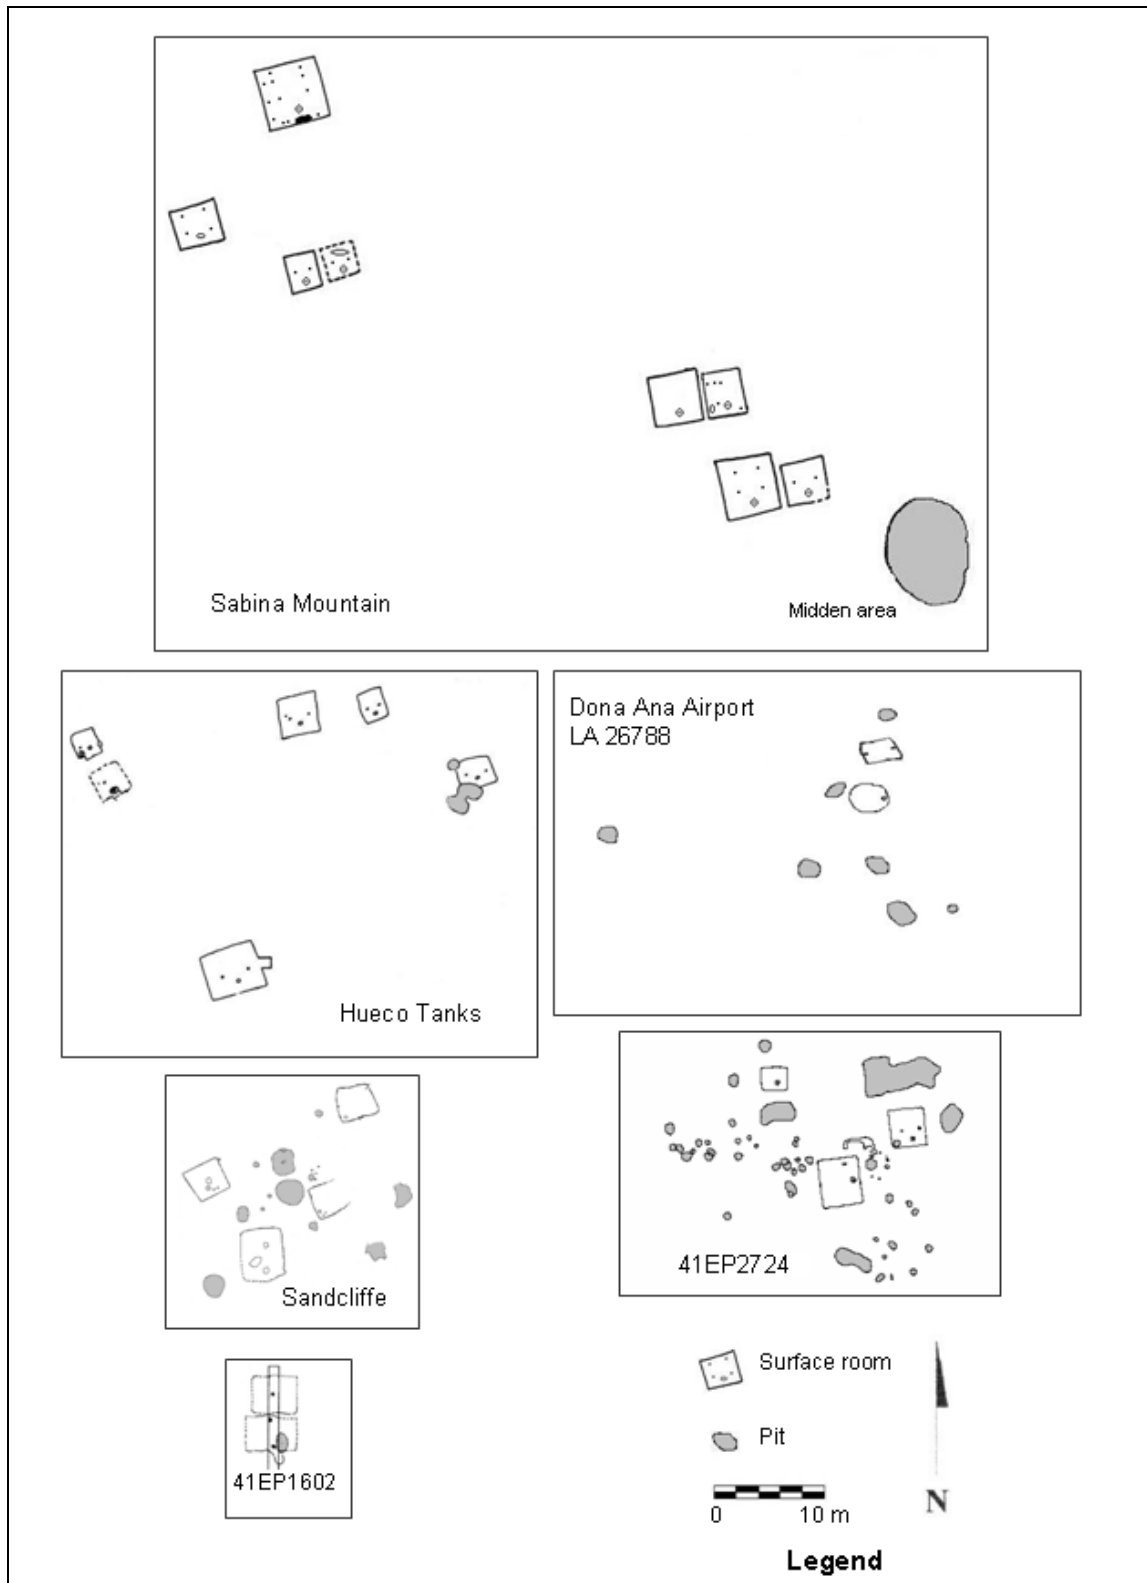 Sabina Mountain
Midden area
Dona Ana Airport
LA 26788
Hueco Tanks
41EP2724
Sandcliffe
41EP1602
Surface room
Pit
0 10 m
N
Legend